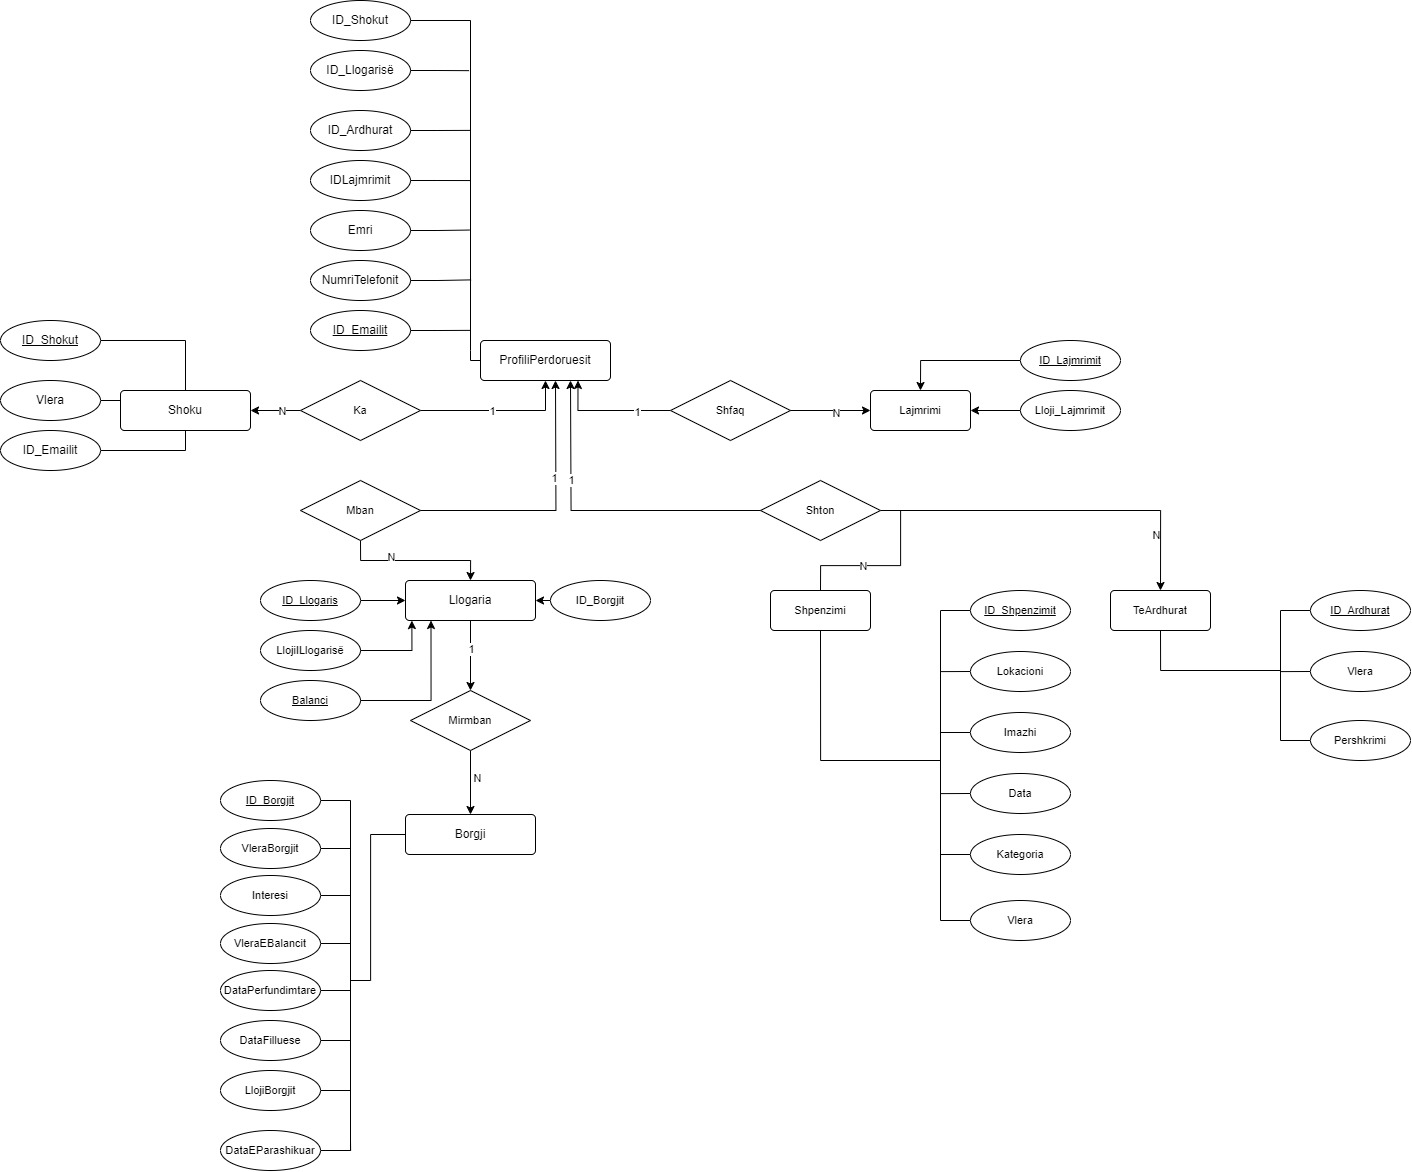 ID_Shokut
ID_Llogarisë
ID_Ardhurat
IDLajmrimit
Emri
NumriTelefonit
ID_Emailit
ProfiliPerdoruesit
ID_Shokut
Vlera
ID_Emailit
Shoku
N
Ka
1
1
Shfaq
N
Lajmrimi
ID_Lajmrimit
Lloji_Lajmrimit
Mban
1
1
N
Shton
N
N
ID_Llogaris
LlojiILlogarisë
Balanci
Llogaria
ID_Borgjit
1
Mirmban
N
Borgji
ID_Borgjit
VleraBorgjit
Interesi
VleraEBalancit
DataPerfundimtare
DataFilluese
LlojiBorgjit
DataEParashikuar
Shpenzimi
ID_Shpenzimit
Lokacioni
Imazhi
Data
Kategoria
Vlera
TeArdhurat
ID_Ardhurat
Vlera
Pershkrimi